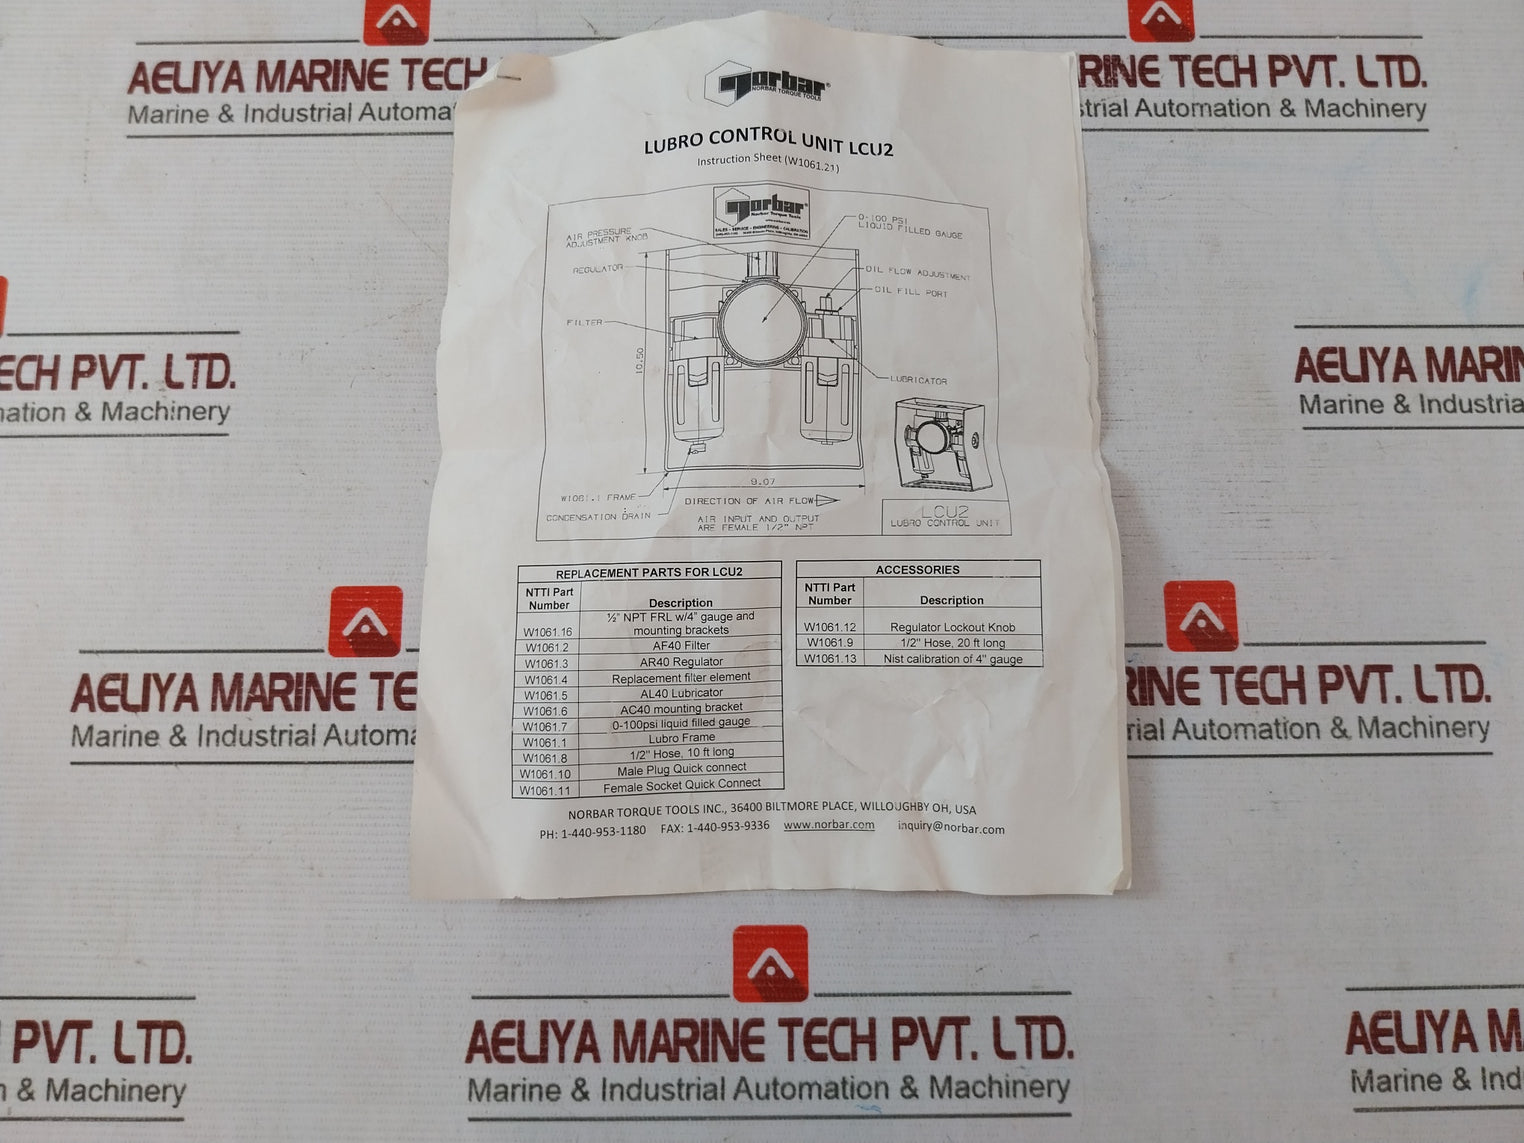 AELIYA MARINE TECH
Marine & Industrial Automa
RINE TECH PVT. LTD.
strial Automation & Machinery
norbar®
NORBAR TORQUE TOOLS
LUBRO CONTROL UNIT LCU2
Instruction Sheet (W1061.21)
norbar®
Norbar Torque Tools
SALES - SERVICE - ENGINEERING - CALIBRATION
AIR PRESSURE
ADJUSTMENT KNOB
REGULATOR
FILTER
0-100 PSI
LIQUID FILLED GAUGE
OIL FLOW ADJUSTMENT
OIL FILL PORT
LUBRICATOR
10.50
9.07
W1061.1 FRAME
CONDENSATION DRAIN
DIRECTION OF AIR FLOW
AIR INPUT AND OUTPUT
ARE FEMALE 1/2" NPT
LCU2
LUBRO CONTROL UNIT
REPLACEMENT PARTS FOR LCU2
NTTI Part
Number Description
W1061.16 ½" NPT FRL w/4" gauge and
mounting brackets
W1061.2 AF40 Filter
W1061.3 AR40 Regulator
W1061.4 Replacement filter element
W1061.5 AL40 Lubricator
W1061.6 AC40 mounting bracket
W1061.7 0-100psi liquid filled gauge
W1061.1 Lubro Frame
W1061.8 1/2" Hose, 10 ft long
W1061.10 Male Plug Quick connect
W1061.11 Female Socket Quick Connect
ACCESSORIES
NTTI Part
Number Description
W1061.12 Regulator Lockout Knob
W1061.9 1/2" Hose, 20 ft long
W1061.13 Nist calibration of 4" gauge
NORBAR TORQUE TOOLS INC., 36400 BILTMORE PLACE, WILLOUGHBY OH, USA
PH: 1-440-953-1180 FAX: 1-440-953-9336 www.norbar.com inquiry@norbar.com
ECH PVT. LTD.
mation & Machinery
AELIYA MARIN
Marine & Industria
AELIYA MARINE TE
Marine & Industrial Automa
RINE TECH PVT. LTD.
rial Automation & Machinery
PVT. LTD.
n & Machinery
AELIYA MARINE TECH PVT. LTD.
Marine & Industrial Automation & Machinery
AELIYA M
Marine & Ind